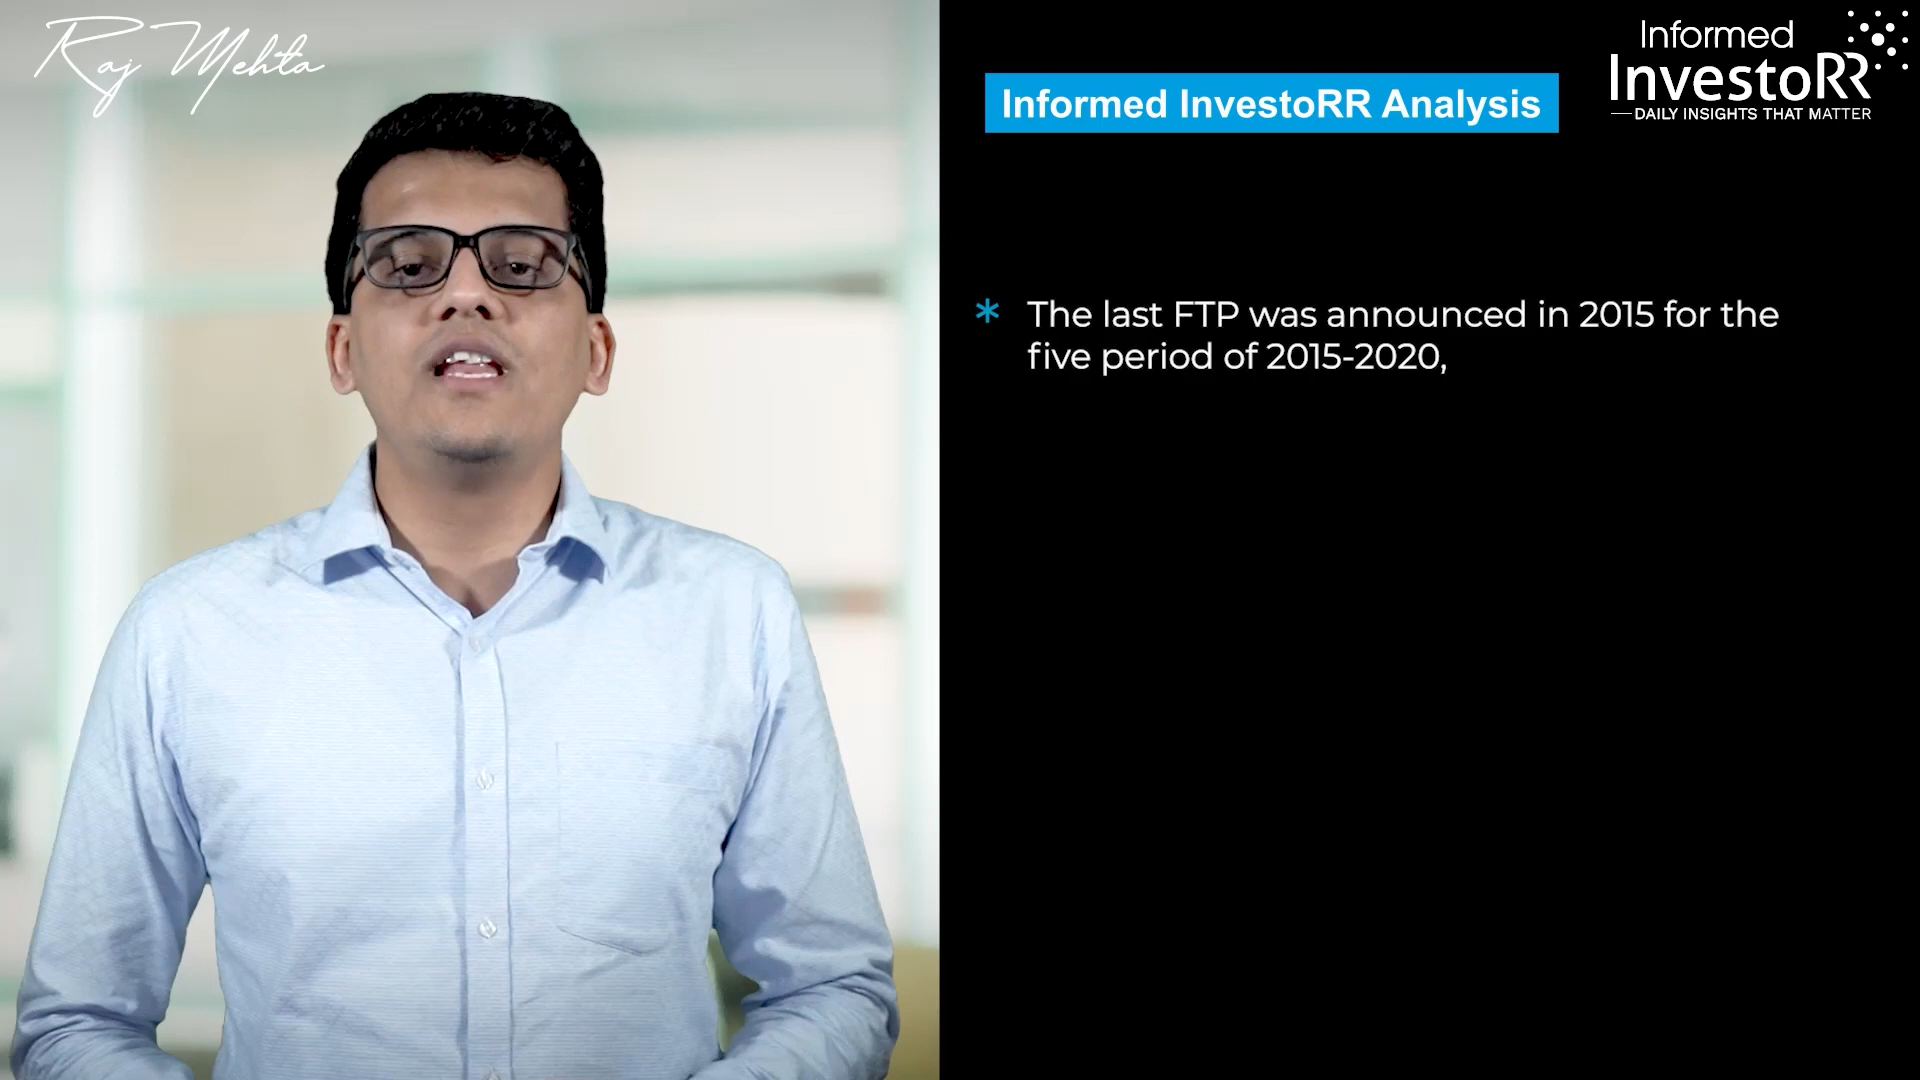 Raj Mehta
Informed
InvestoRR
DAILY INSIGHTS THAT MATTER
Informed InvestoRR Analysis
* The last FTP was announced in 2015 for the
five period of 2015-2020,